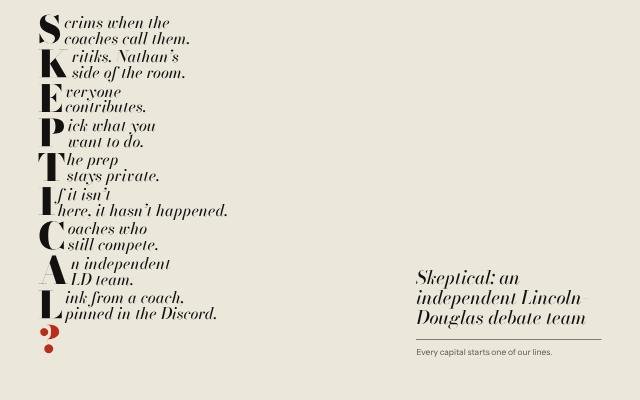 Scrims when the
coaches call them.
Kritiks. Nathan's
side of the room.
Everyone
contributes.
Pick what you
want to do.
The prep
stays private.
If it isn't
here, it hasn't happened.
Coaches who
still compete.
An independent
LD team.
Link from a coach,
pinned in the Discord.
?
Skeptical: an
independent Lincoln-
Douglas debate team
Every capital starts one of our lines.